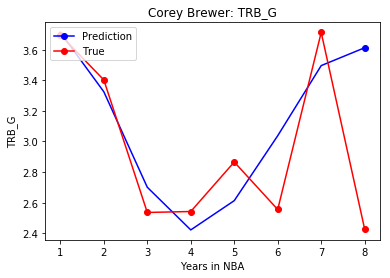 Corey Brewer: TRB_G
Prediction
True
3.6
3.4
3.2
3.0
2.8
2.6
2.4
TRB_G
1 2 3 4 5 6 7 8
Years in NBA